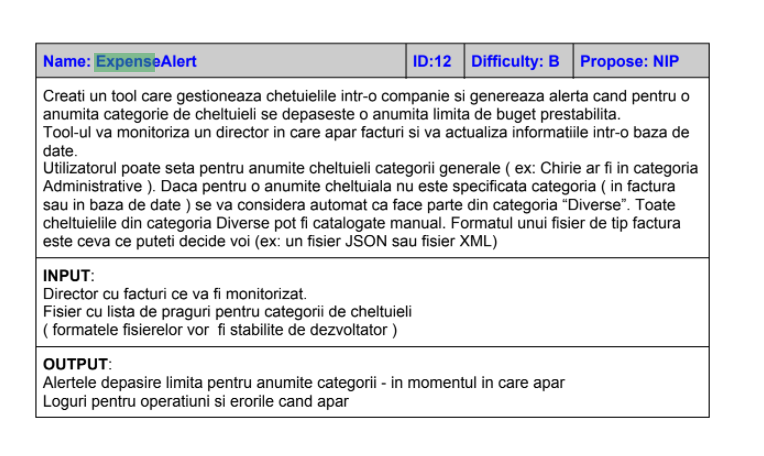 Name: ExpenseAlert ID:12 Difficulty: B Propose: NIP
Creati un tool care gestioneaza chetuielile intr-o companie si genereaza alerta cand pentru o
anumita categorie de cheltuieli se depaseste o anumita limita de buget prestabilita.
Tool-ul va monitoriza un director in care apar facturi si va actualiza informatiile intr-o baza de
date.
Utilizatorul poate seta pentru anumite cheltuieli categorii generale ( ex: Chirie ar fi in categoria
Administrative ). Daca pentru o anumite cheltuiala nu este specificata categoria ( in factura
sau in baza de date ) se va considera automat ca face parte din categoria “Diverse”. Toate
cheltuielile din categoria Diverse pot fi catalogate manual. Formatul unui fisier de tip factura
este ceva ce puteti decide voi (ex: un fisier JSON sau fisier XML)
INPUT:
Director cu facturi ce va fi monitorizat.
Fisier cu lista de praguri pentru categorii de cheltuieli
( formatele fisierelor vor fi stabilite de dezvoltator )
OUTPUT:
Alertele depasire limita pentru anumite categorii - in momentul in care apar
Loguri pentru operatiuni si erorile cand apar